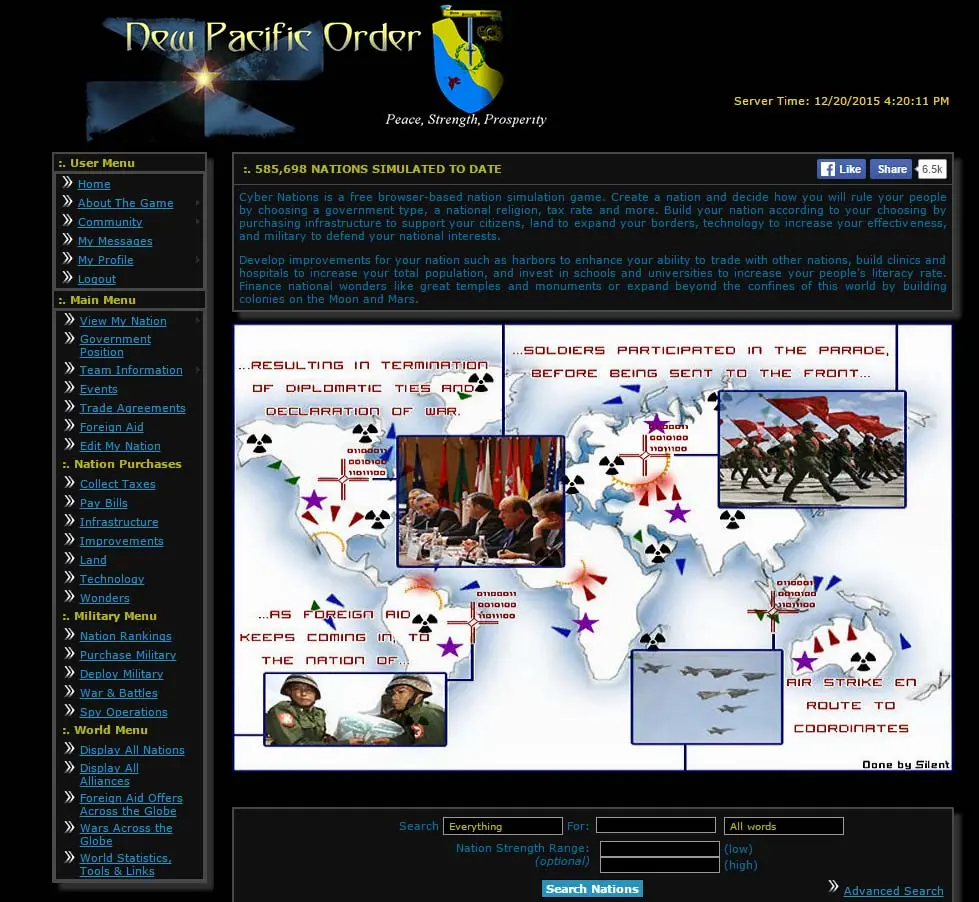 New Pacific Order
Peace, Strength, Prosperity
Server Time: 12/20/2015 4:20:11 PM
:. User Menu
Home
About The Game
Community
My Messages
My Profile
Logout
:. Main Menu
View My Nation
Government
Position
Team Information
Events
Trade Agreements
Foreign Aid
Edit My Nation
:. Nation Purchases
Collect Taxes
Pay Bills
Infrastructure
Improvements
Land
Technology
Wonders
:. Military Menu
Nation Rankings
Purchase Military
Deploy Military
War & Battles
Spy Operations
:. World Menu
Display All Nations
Display All
Alliances
Foreign Aid Offers
Across the Globe
Wars Across the
Globe
World Statistics,
Tools & Links
:. 585,698 NATIONS SIMULATED TO DATE
Like
Share
6.5k
Cyber Nations is a free browser-based nation simulation game. Create a nation and decide how you will rule your people
by choosing a government type, a national religion, tax rate and more. Build your nation according to your choosing by
purchasing infrastructure to support your citizens, land to expand your borders, technology to increase your effectiveness,
and military to defend your national interests.
Develop improvements for your nation such as harbors to enhance your ability to trade with other nations, build clinics and
hospitals to increase your total population, and invest in schools and universities to increase your people's literacy rate.
Finance national wonders like great temples and monuments or expand beyond the confines of this world by building
colonies on the Moon and Mars.
...RESULTING IN TERMINATION
OF DIPLOMATIC TIES AND
DECLARATION OF WAR.
...SOLDIERS PARTICIPATED IN THE PARADE,
BEFORE BEING SENT TO THE FRONT...
0110001
0010100
1101100
0110001
0010100
1101100
0110001
0010100
1101100
0110001
0010100
1101100
...AS FOREIGN AID
KEEPS COMING IN, TO
THE NATION OF...
AIR STRIKE EN
ROUTE TO
COORDINATES
Done by Silent
Search Everything For: All words
Nation Strength Range: (low)
(optional) (high)
Search Nations
Advanced Search